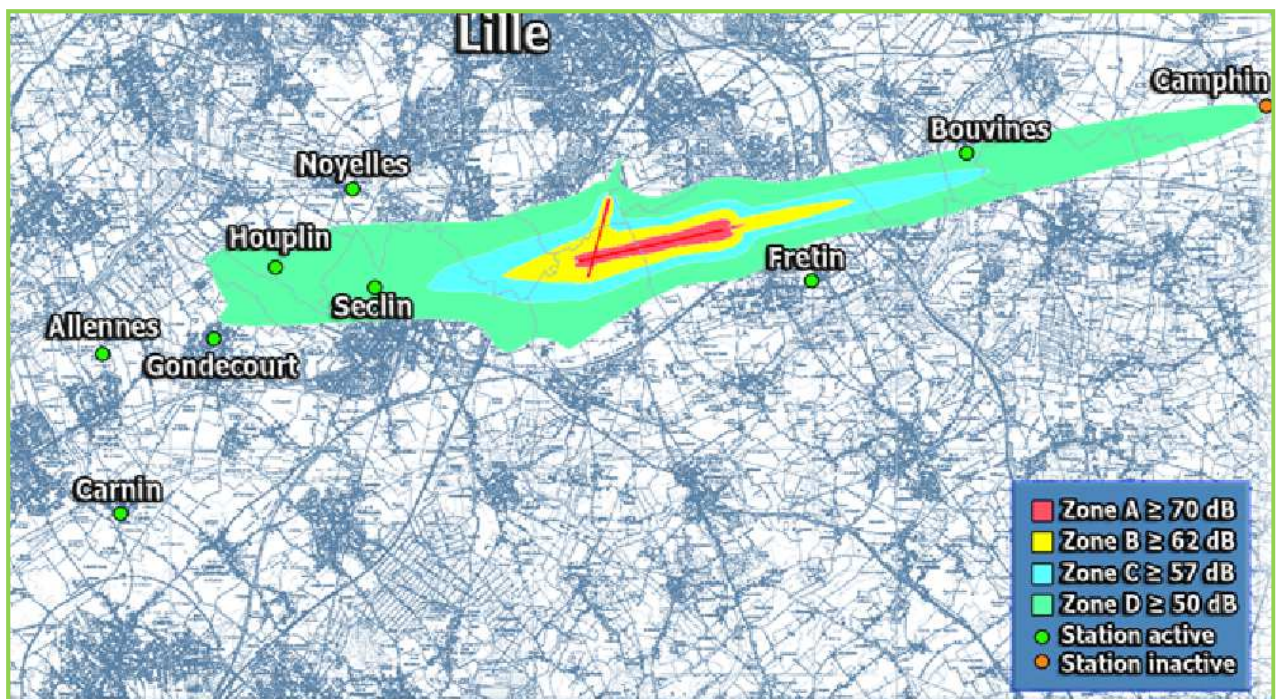 Lille
Camphin
Bouvines
Noyelles
Houplin
Fretin
Seclin
Allennes
Gondecourt
Carnin
Zone A ≥ 70 dB
Zone B ≥ 62 dB
Zone C ≥ 57 dB
Zone D ≥ 50 dB
Station active
Station inactive